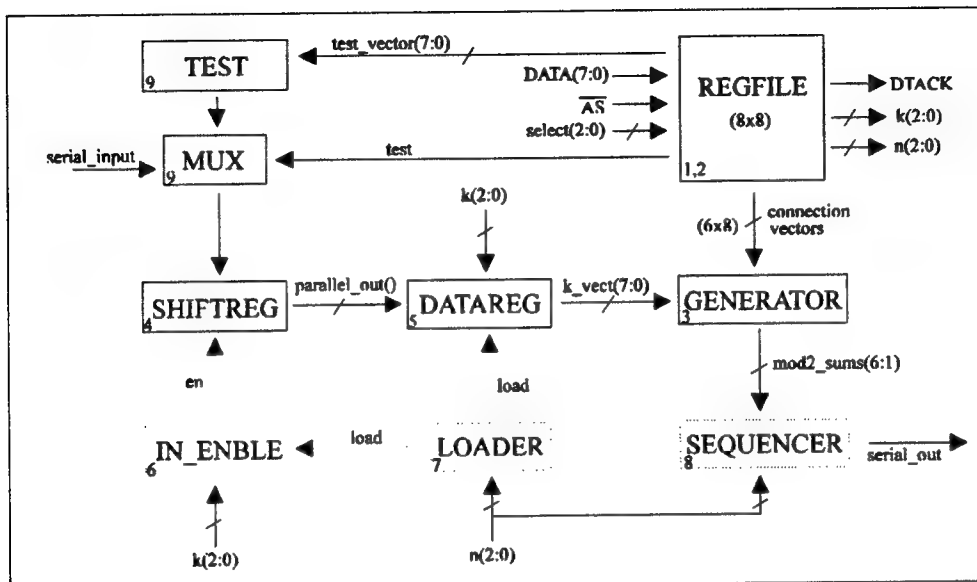 test_vector(7:0)
TEST
9
DATA(7:0)
REGFILE
(8x8)
1,2
DTACK
AS
k(2:0)
select(2:0)
n(2:0)
serial_input
MUX
9
test
k(2:0)
(6x8)
connection
vectors
parallel_out()
k_vect(7:0)
SHIFTREG
4
DATAREG
5
GENERATOR
3
mod2_sums(6:1)
en
load
load
IN_ENBLE
6
LOADER
7
SEQUENCER
8
serial_out
k(2:0)
n(2:0)